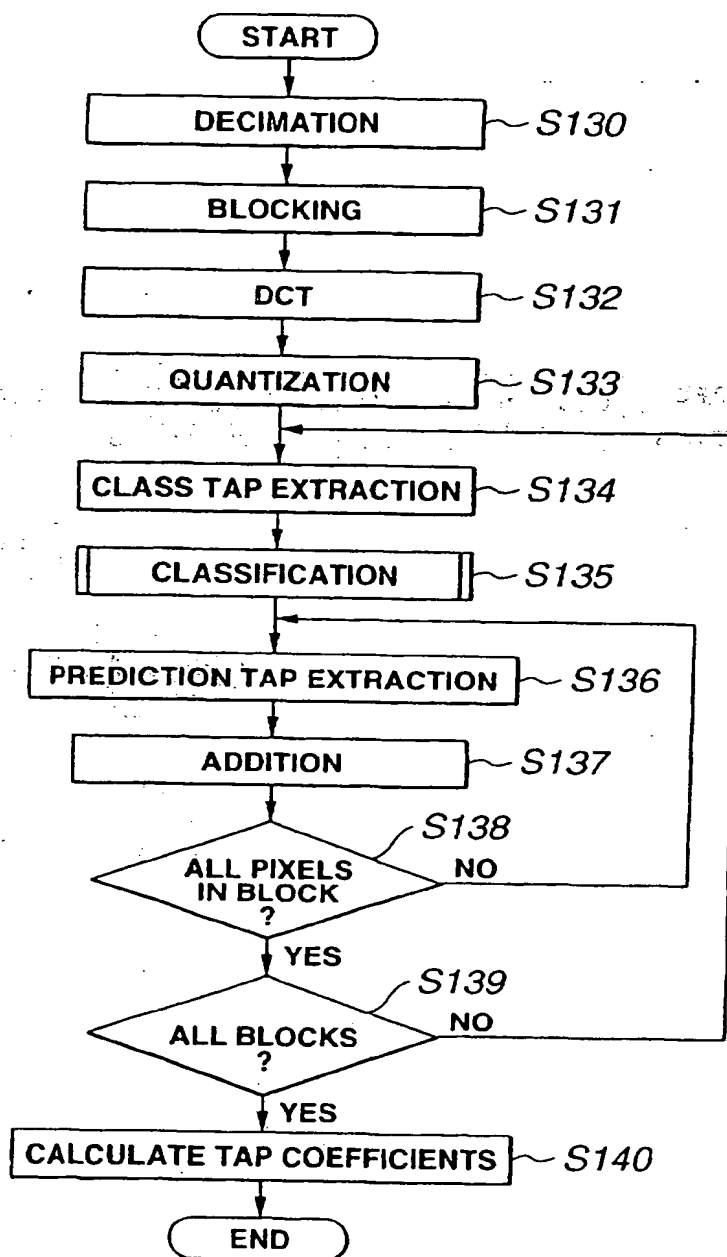 START
DECIMATION
S130
BLOCKING
S131
DCT
S132
QUANTIZATION
S133
CLASS TAP EXTRACTION
S134
CLASSIFICATION
S135
PREDICTION TAP EXTRACTION
S136
ADDITION
S137
S138
ALL PIXELS
IN BLOCK
?
NO
YES
S139
ALL BLOCKS
?
NO
YES
CALCULATE TAP COEFFICIENTS
S140
END